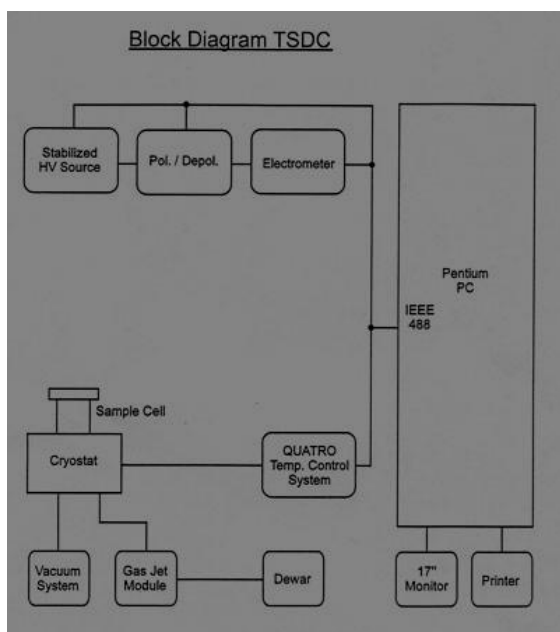 Block Diagram TSDC
Stabilized
HV Source
Pol. / Depol.
Electrometer
Pentium
PC
IEEE
488
Sample Cell
Cryostat
QUATRO
Temp. Control
System
Vacuum
System
Gas Jet
Module
Dewar
17"
Monitor
Printer